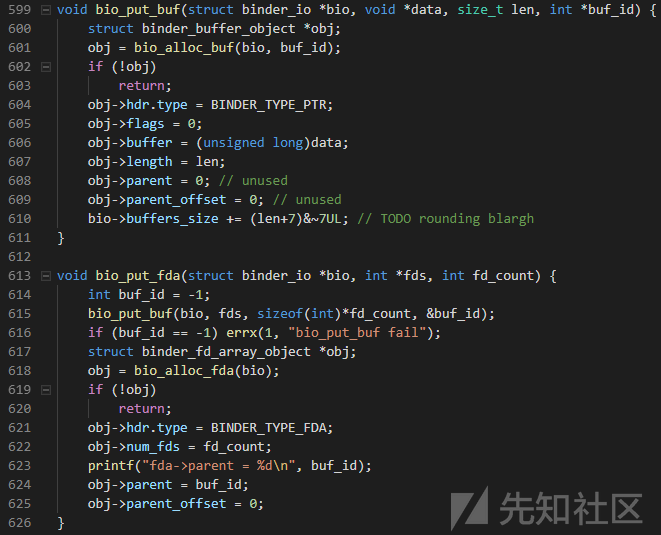 599 void bio_put_buf(struct binder_io *bio, void *data, size_t len, int *buf_id) {
600     struct binder_buffer_object *obj;
601     obj = bio_alloc_buf(bio, buf_id);
602     if (!obj)
603         return;
604     obj->hdr.type = BINDER_TYPE_PTR;
605     obj->flags = 0;
606     obj->buffer = (unsigned long)data;
607     obj->length = len;
608     obj->parent = 0; // unused
609     obj->parent_offset = 0; // unused
610     bio->buffers_size += (len+7)&~7UL; // TODO rounding blargh
611 }
612
613 void bio_put_fda(struct binder_io *bio, int *fds, int fd_count) {
614     int buf_id = -1;
615     bio_put_buf(bio, fds, sizeof(int)*fd_count, &buf_id);
616     if (buf_id == -1) errx(1, "bio_put_buf fail");
617     struct binder_fd_array_object *obj;
618     obj = bio_alloc_fda(bio);
619     if (!obj)
620         return;
621     obj->hdr.type = BINDER_TYPE_FDA;
622     obj->num_fds = fd_count;
623     printf("fda->parent = %d\n", buf_id);
624     obj->parent = buf_id;
625     obj->parent_offset = 0;
626 }
先知社区